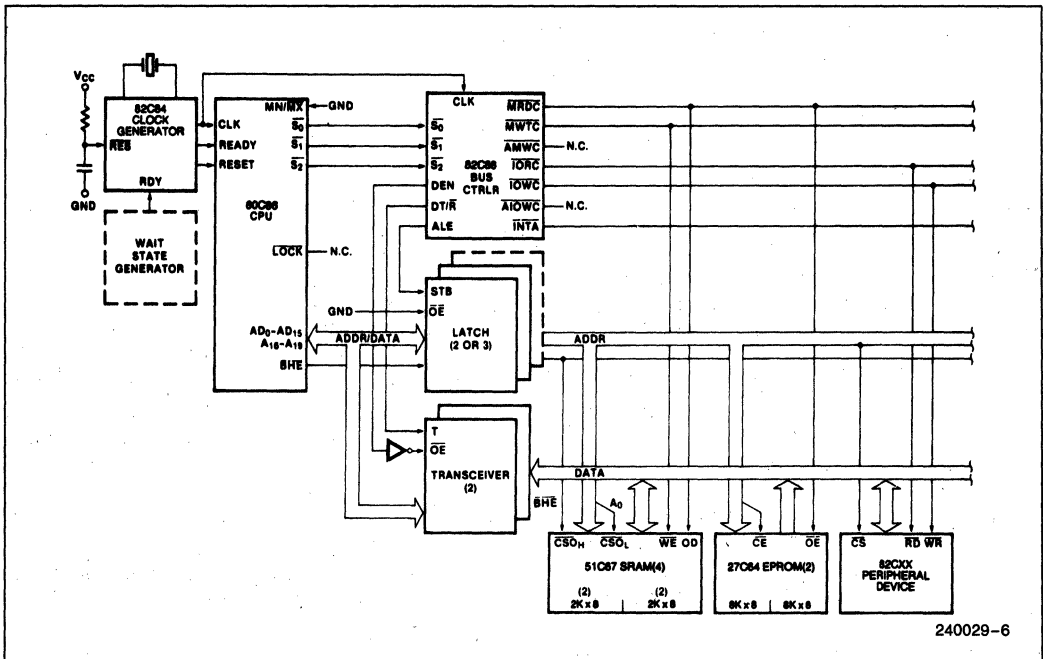 VCC
GND
82C84
CLOCK
GENERATOR
RES
RDY
WAIT
STATE
GENERATOR
MN/MX
GND
CLK
READY
RESET
S0
S1
S2
80C86
CPU
LOCK
N.C.
AD0-AD15
A16-A19
BHE
ADDR/DATA
CLK
S0
S1
S2
DEN
DT/R
ALE
82C88
BUS
CTRLR
MRDC
MWTC
AMWC
N.C.
IORC
IOWC
AIOWC
N.C.
INTA
STB
GND
OE
LATCH
(2 OR 3)
ADDR
T
OE
TRANSCEIVER
(2)
DATA
BHE
A0
CSOH
CSOL
WE OD
51C67 SRAM(4)
(2)
2K x 8
(2)
2K x 8
CE
OE
27C64 EPROM(2)
8K x 8
8K x 8
CS
RD WR
82CXX
PERIPHERAL
DEVICE
240029-6